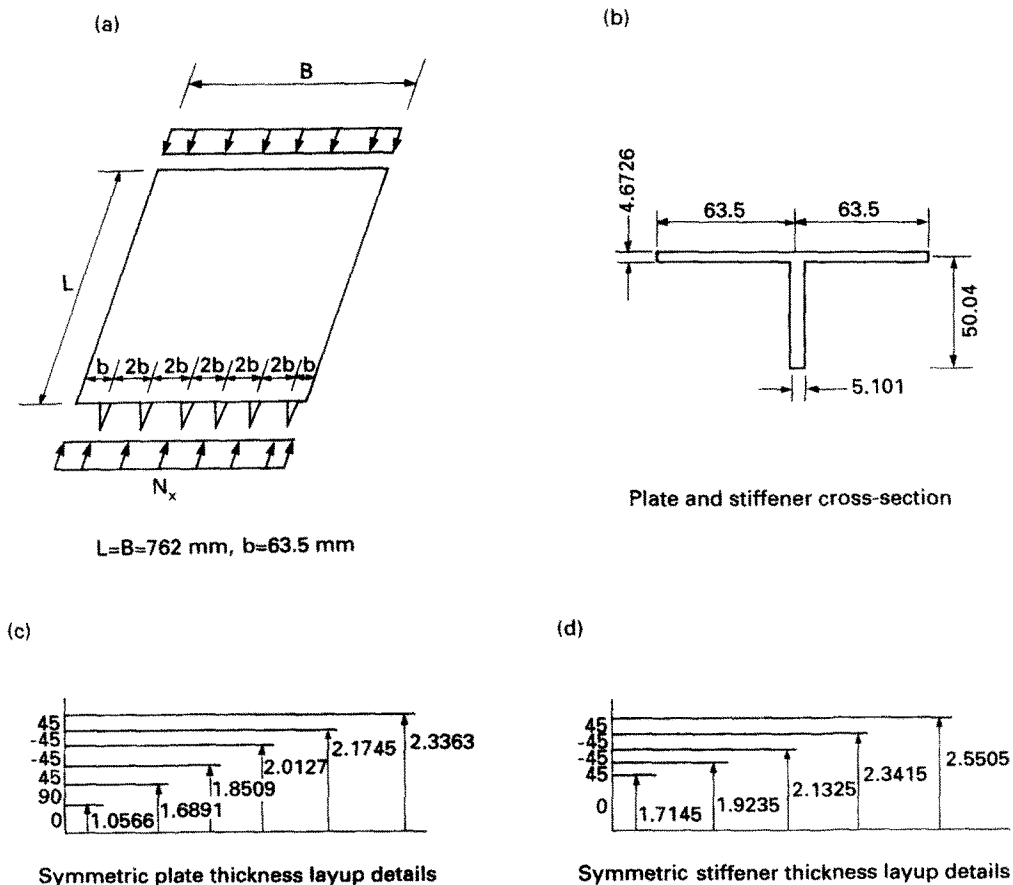 (a)
B
L
b 2b 2b 2b 2b 2b b
N_x
L=B=762 mm, b=63.5 mm
(b)
4.6726
63.5
63.5
50.04
5.101
Plate and stiffener cross-section
(c)
45
-45
-45
45
90
0
1.0566
1.6891
1.8509
2.0127
2.1745
2.3363
Symmetric plate thickness layup details
(d)
45
-45
-45
45
0
1.7145
1.9235
2.1325
2.3415
2.5505
Symmetric stiffener thickness layup details